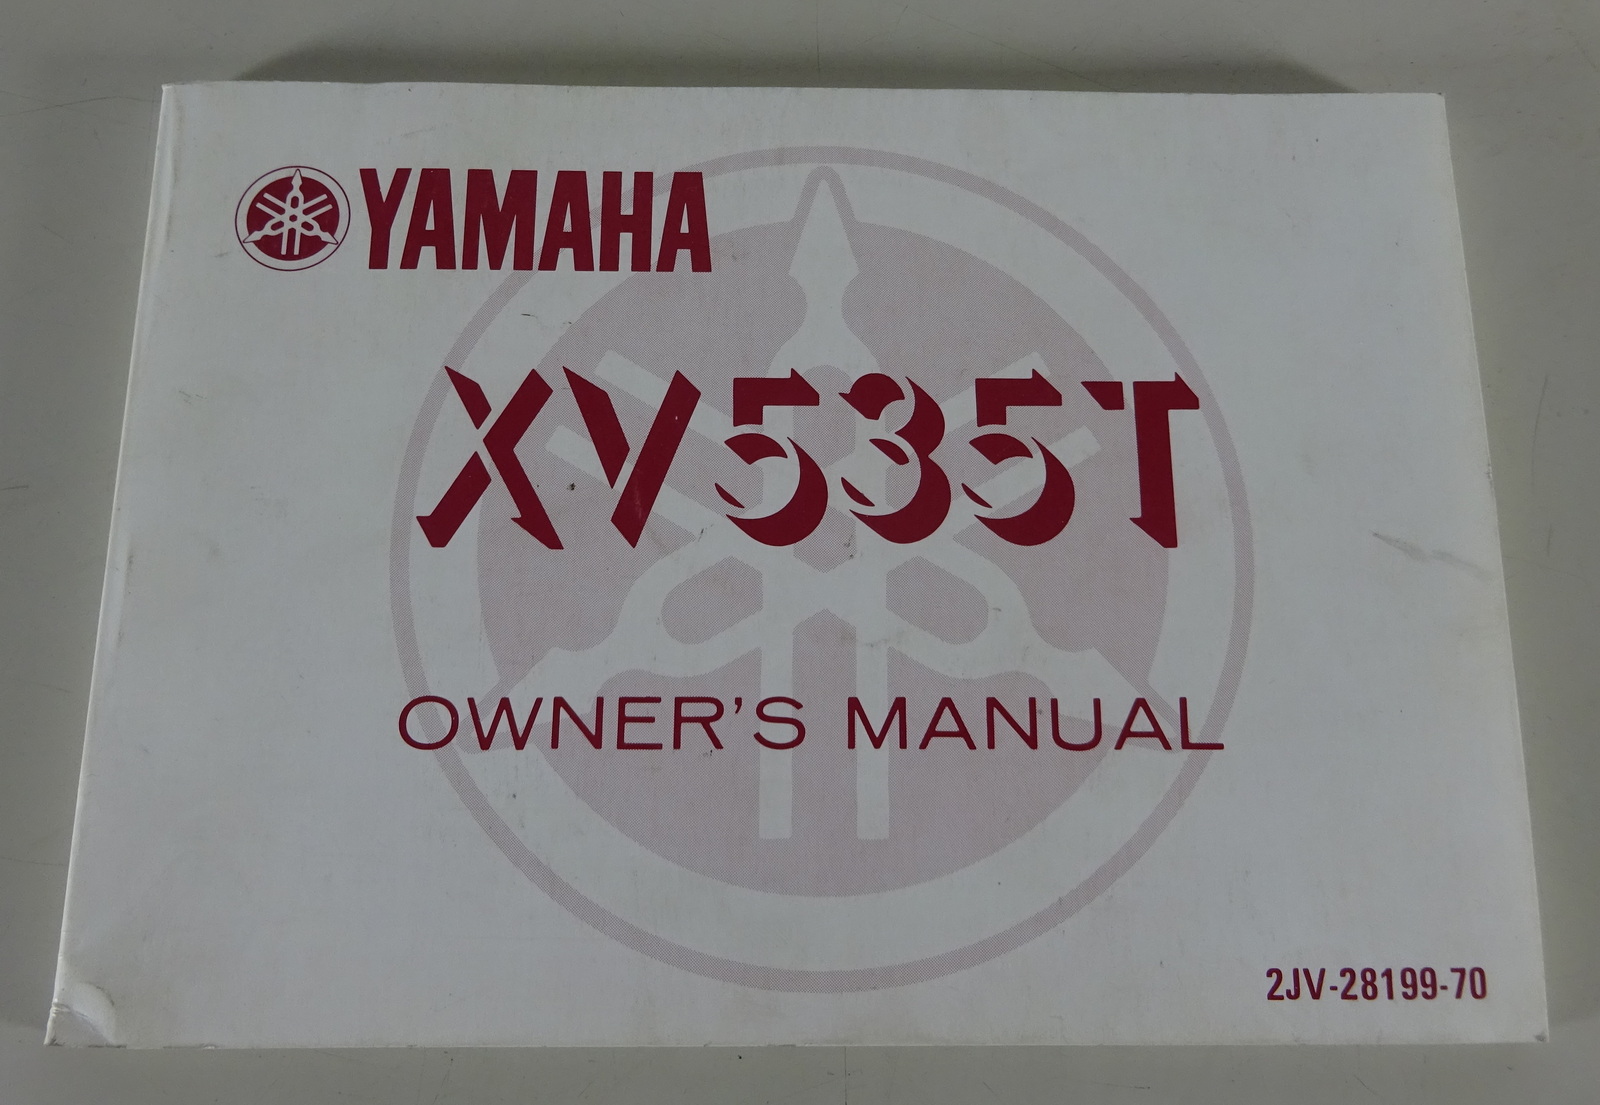 YAMAHA
XV535T
OWNER'S MANUAL
2JV-28199-70